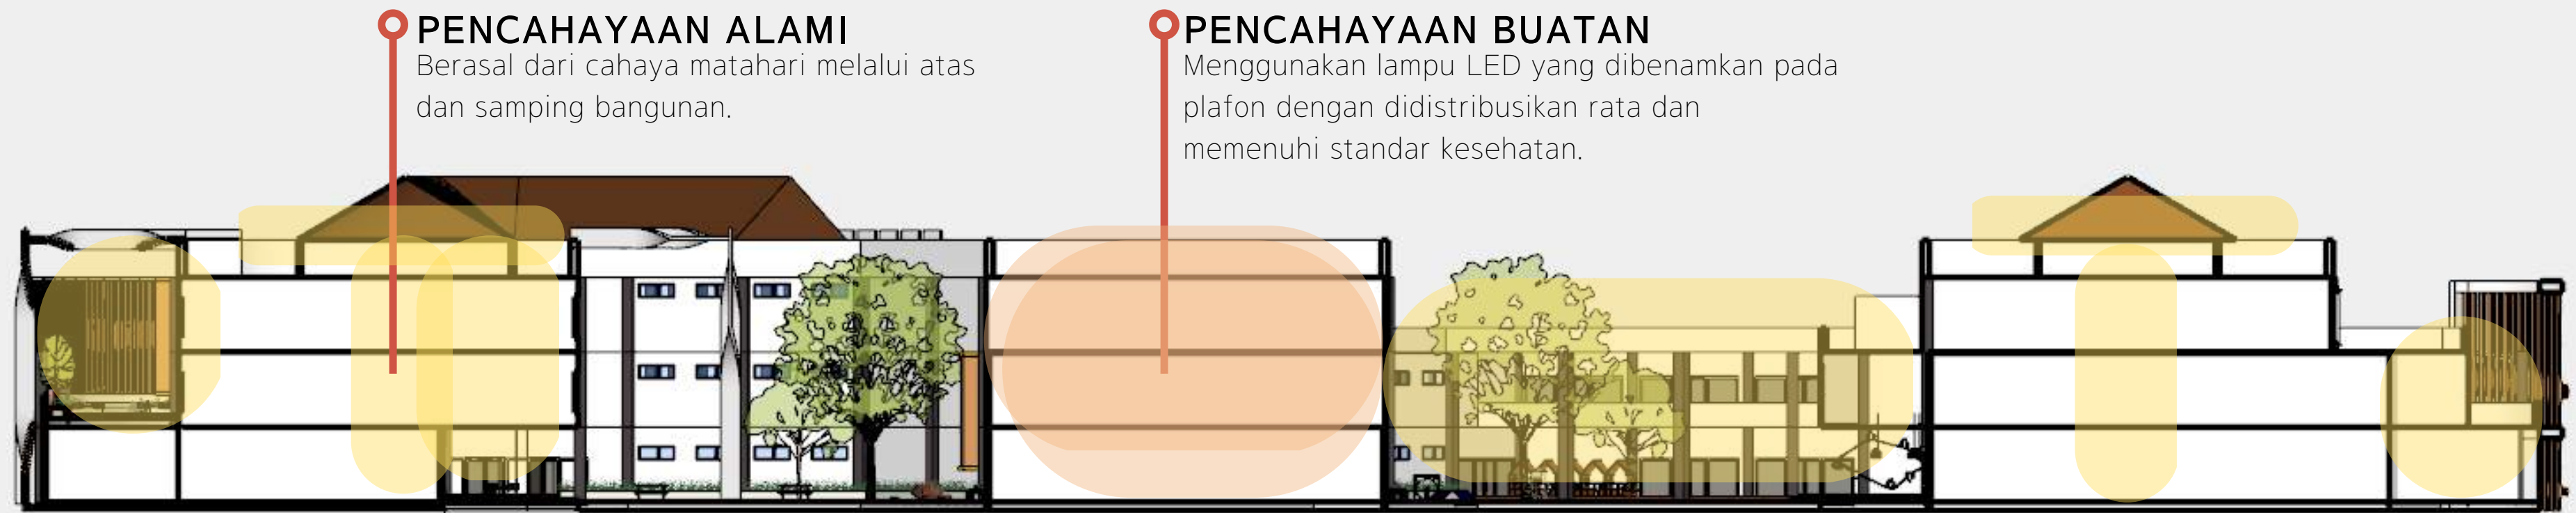 PENCAHAYAAN ALAMI
Berasal dari cahaya matahari melalui atas
dan samping bangunan.
PENCAHAYAAN BUATAN
Menggunakan lampu LED yang dibenamkan pada
plafon dengan didistribusikan rata dan
memenuhi standar kesehatan.